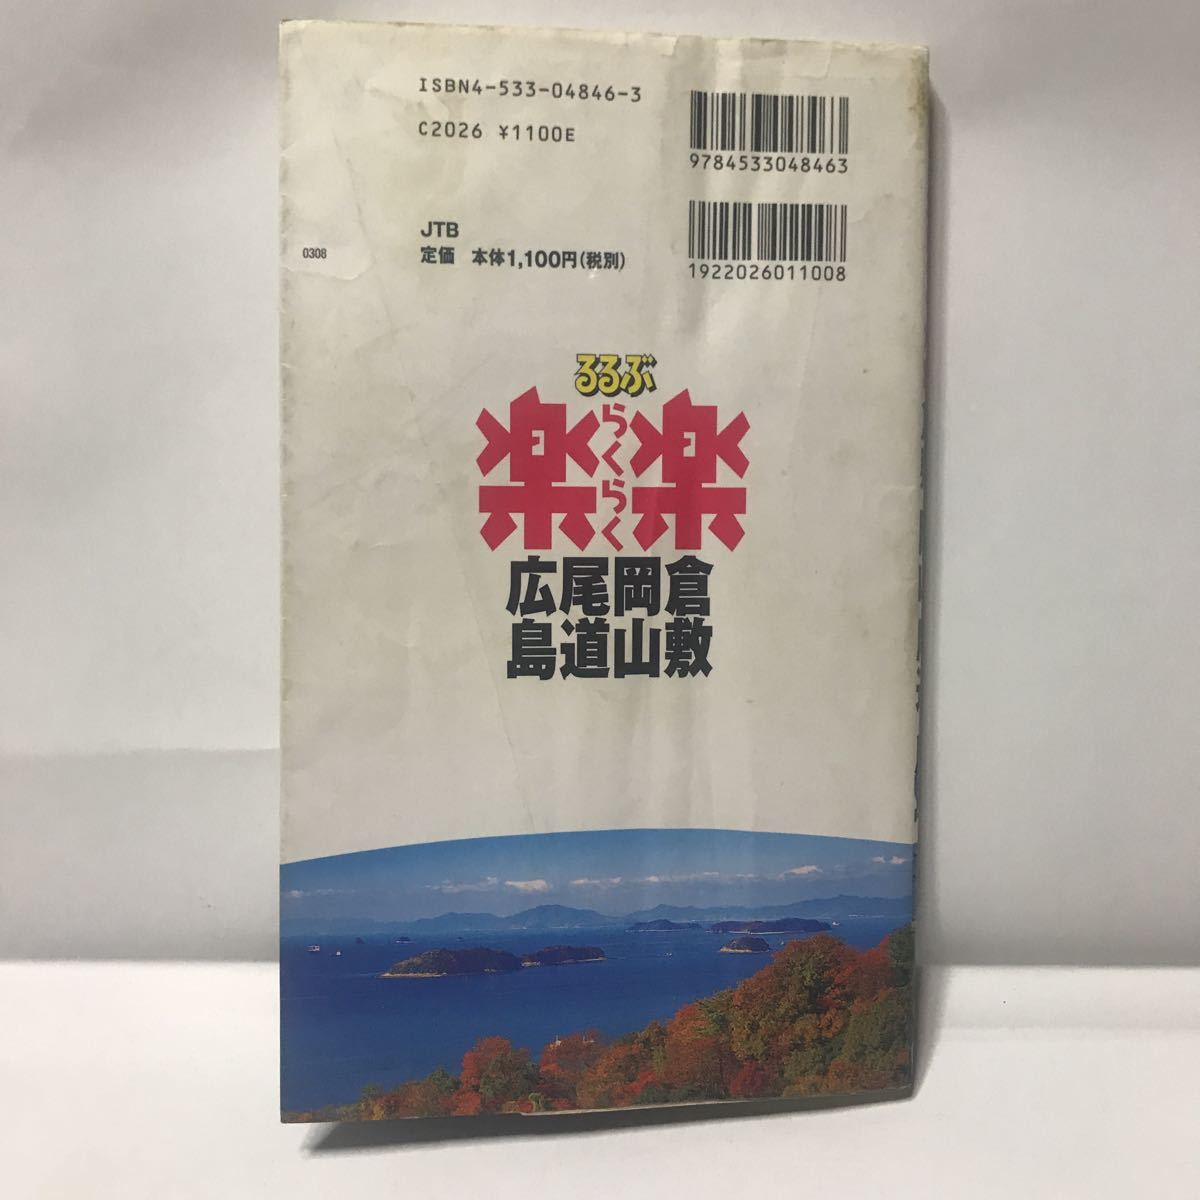 ISBN4-533-04846-3
C2026 ¥1100E
9784533048463
1922026011008
JTB
定価 本体1,100円(税別)
0308
るるぶ
楽楽
らくらく
広島
尾道
岡山
倉敷